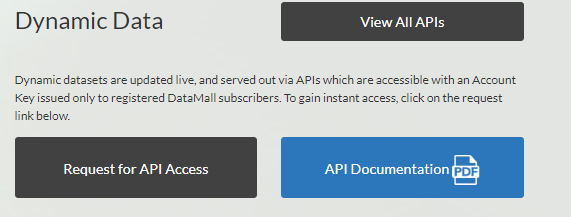 Dynamic Data
View All APIs
Dynamic datasets are updated live, and served out via APIs which are accessible with an Account
Key issued only to registered DataMall subscribers. To gain instant access, click on the request
link below.
Request for API Access
API Documentation PDF